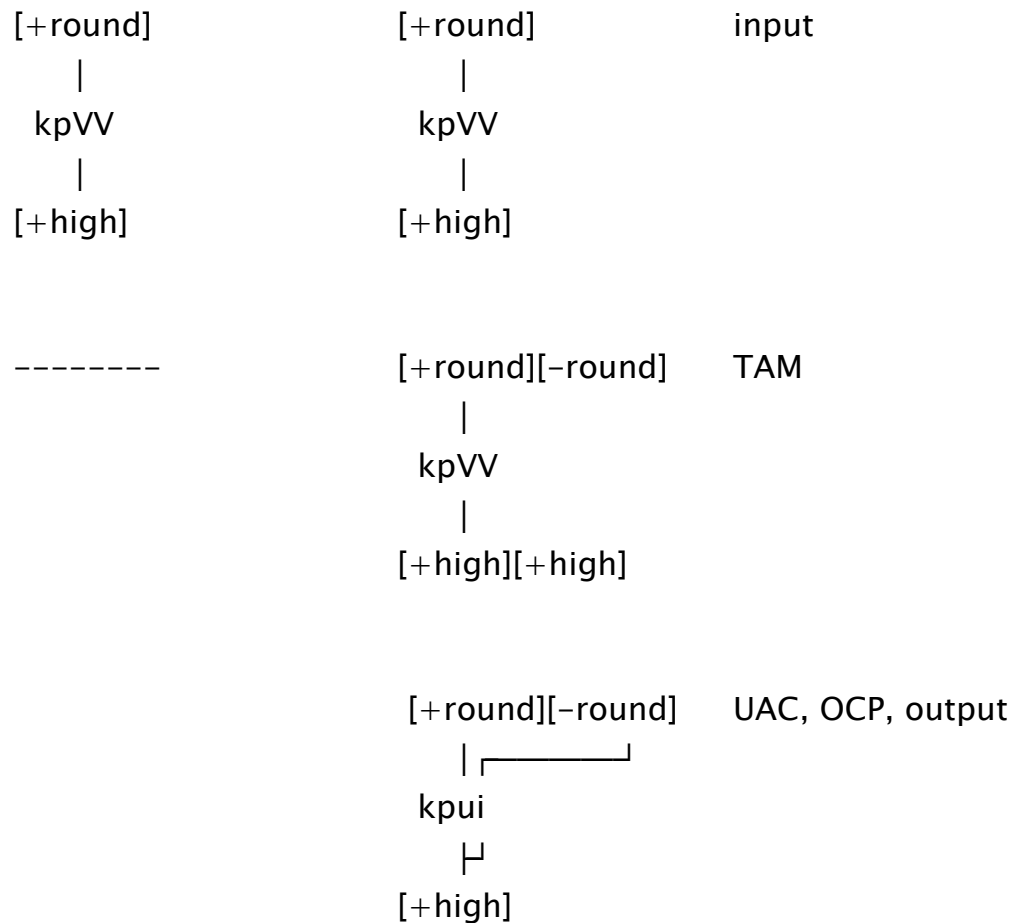 [+round] [+round] input
kpVV kpVV
[+high] [+high]
-------- [+round][-round] TAM
kpVV
[+high][+high]
[+round][-round] UAC, OCP, output
kpui
[+high]